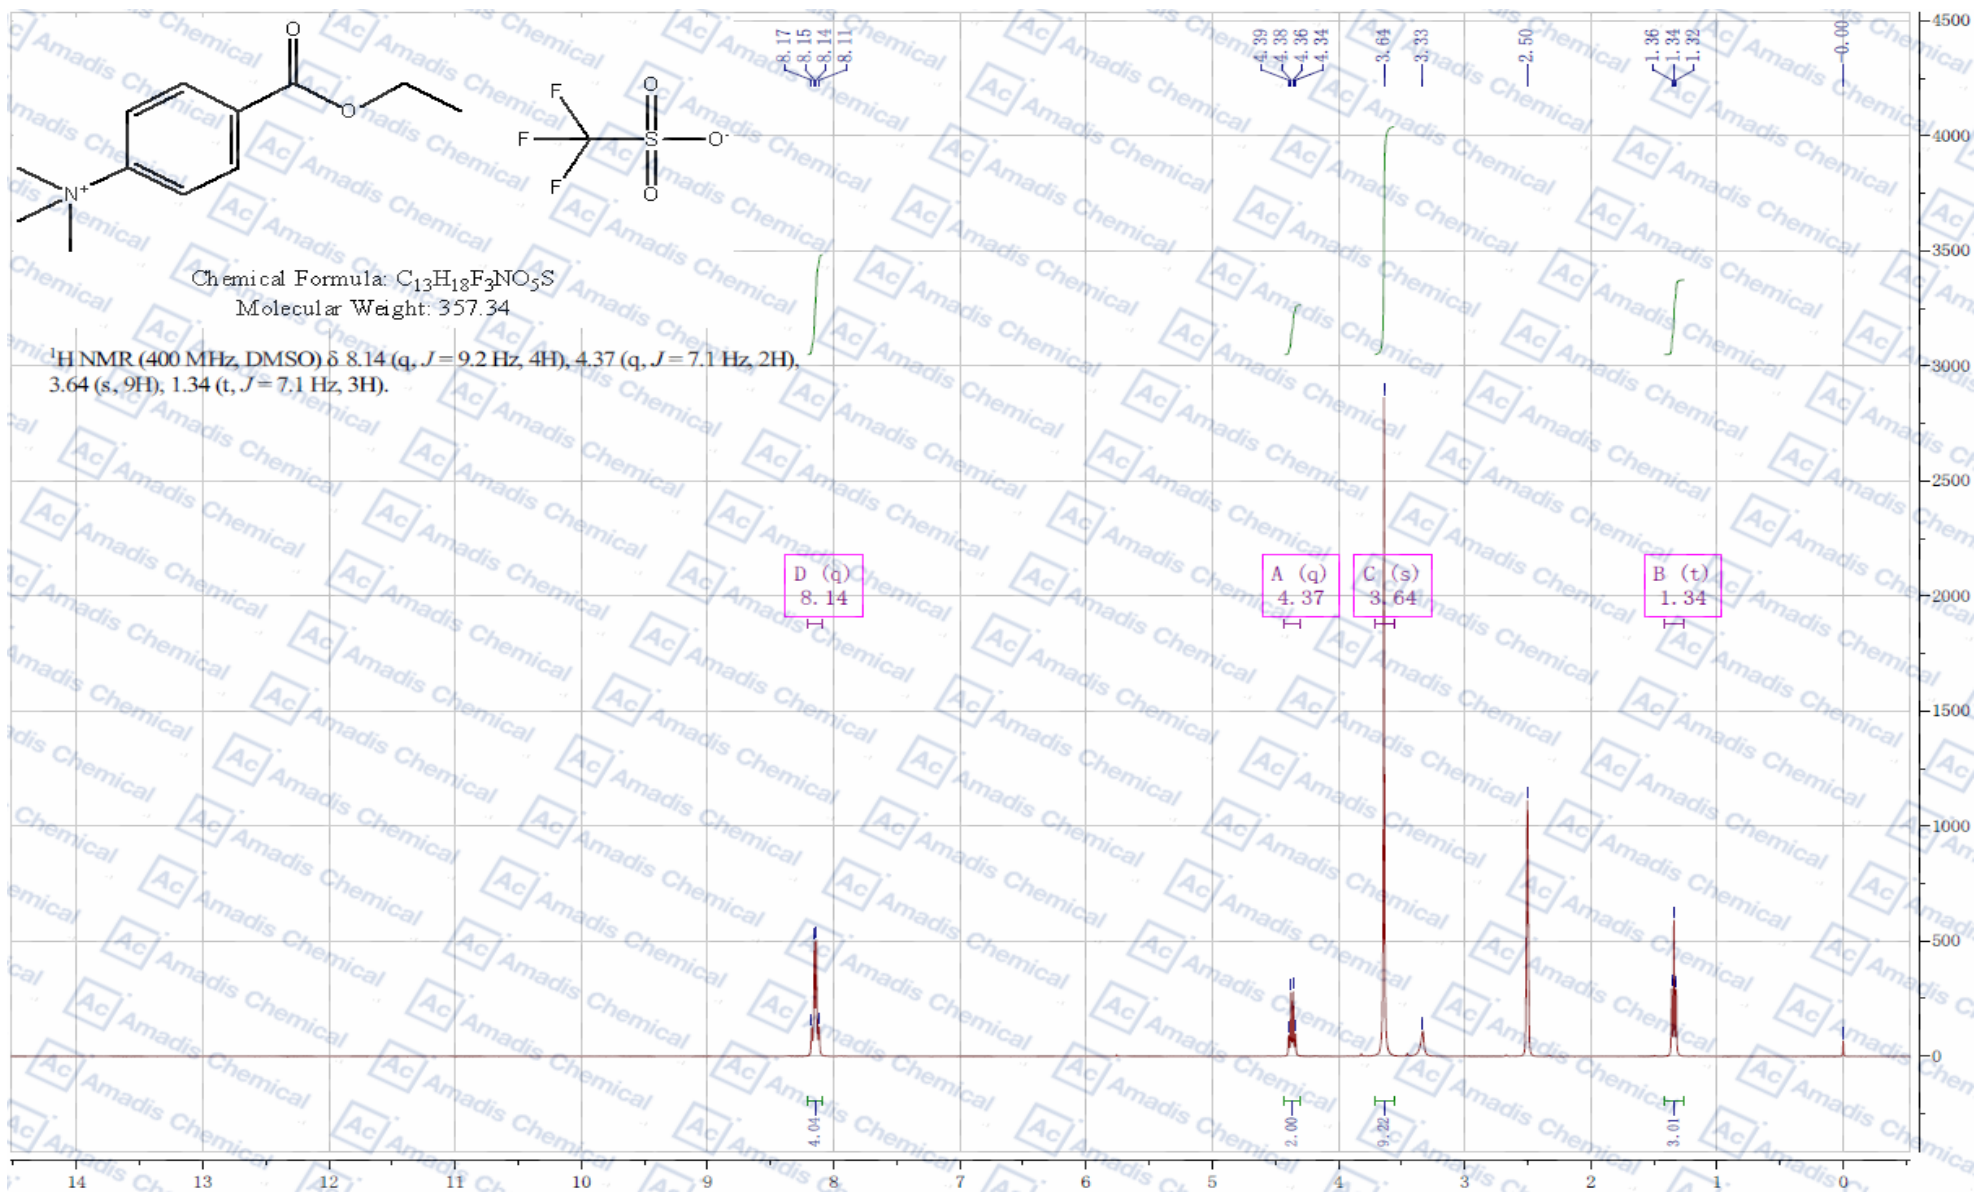 O
O
N⁺
F
F
F
O
S
O⁻
O
Chemical Formula: C₁₃H₁₈F₃NO₅S
Molecular Weight: 357.34
¹H NMR (400 MHz, DMSO) δ 8.14 (q, J = 9.2 Hz, 4H), 4.37 (q, J = 7.1 Hz, 2H),
3.64 (s, 9H), 1.34 (t, J = 7.1 Hz, 3H).
8.17
8.15
8.14
8.11
4.39
4.38
4.36
4.34
3.64
3.33
2.50
1.36
1.34
1.32
-0.00
D (q)
8.14
A (q)
4.37
C (s)
3.64
B (t)
1.34
4.04
2.00
9.22
3.01
4500
4000
3500
3000
2500
2000
1500
1000
500
0
14 13 12 11 10 9 8 7 6 5 4 3 2 1 0
Ac Amadis Chemical